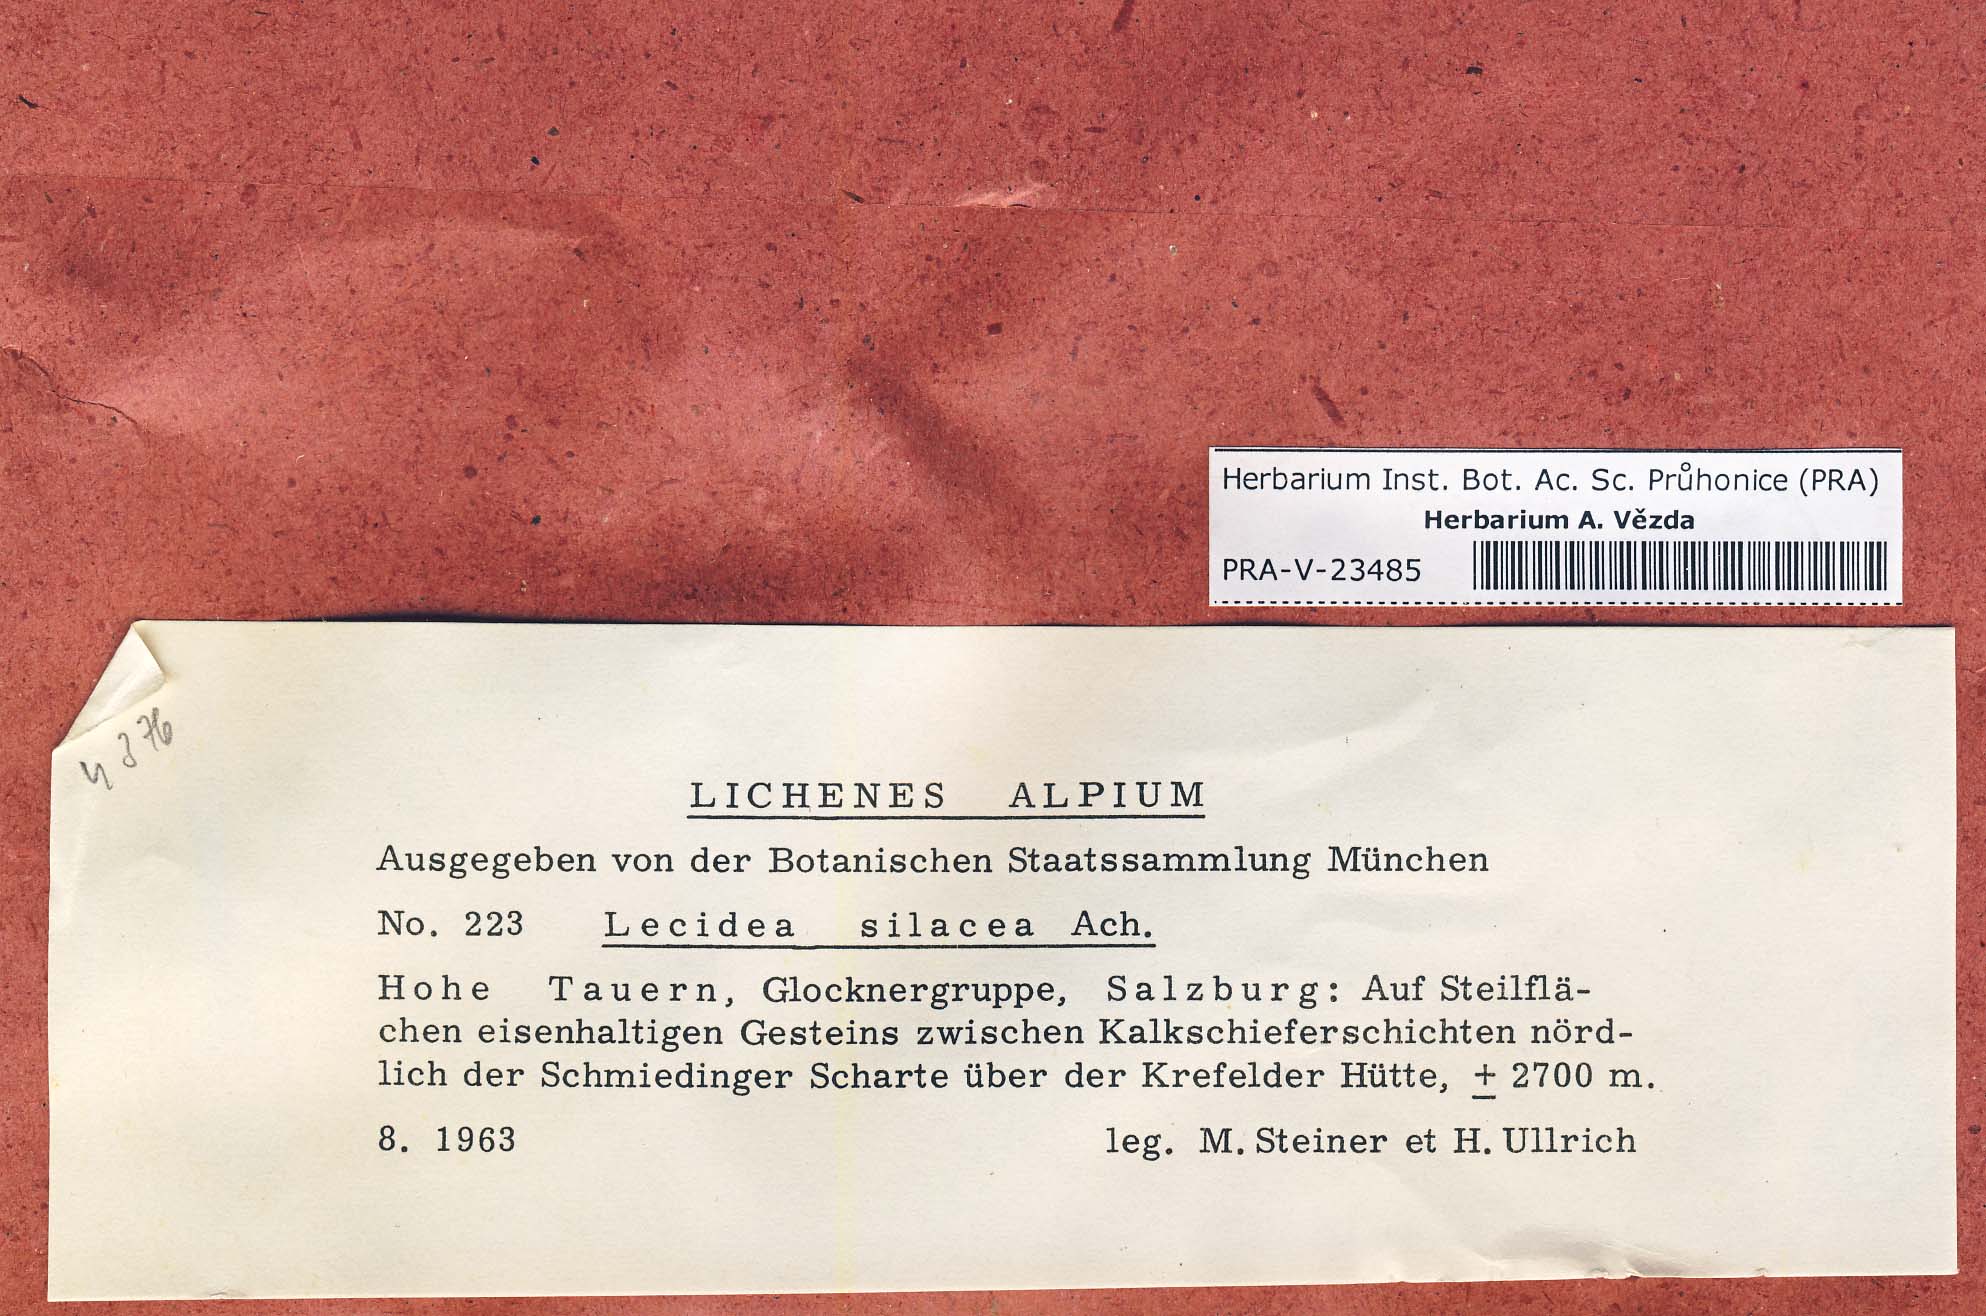 Herbarium Inst. Bot. Ac. Sc. Průhonice (PRA)
Herbarium A. Vězda
PRA-V-23485
LICHENES ALPIUM
Ausgegeben von der Botanischen Staatssammlung München
No. 223 Lecidea silacea Ach.
Hohe Tauern, Glocknergruppe, Salzburg: Auf Steilflä-
chen eisenhaltigen Gesteins zwischen Kalkschieferschichten nörd-
lich der Schmiedinger Scharte über der Krefelder Hütte, ± 2700 m.
8. 1963 leg. M. Steiner et H. Ullrich